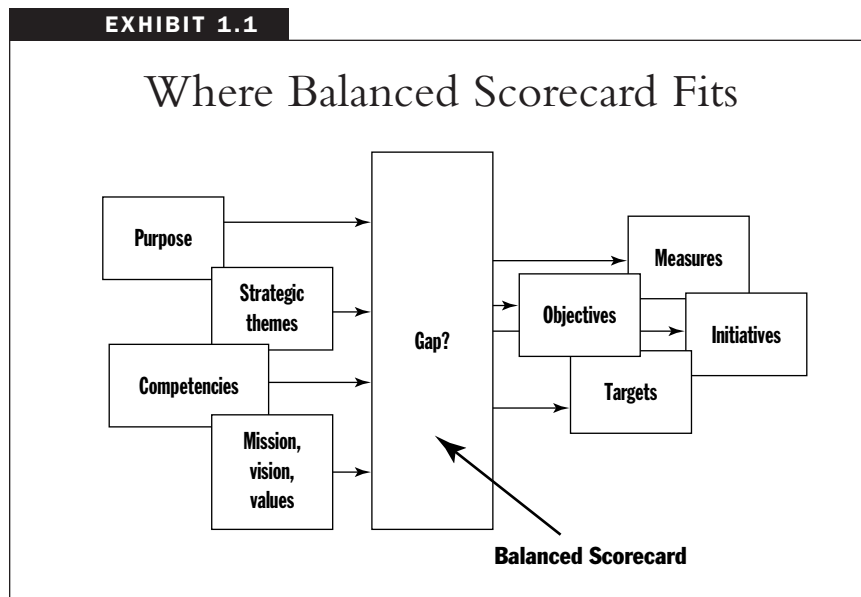 EXHIBIT 1.1
Where Balanced Scorecard Fits
Purpose
Strategic
themes
Competencies
Mission,
vision,
values
Gap?
Measures
Objectives
Initiatives
Targets
Balanced Scorecard